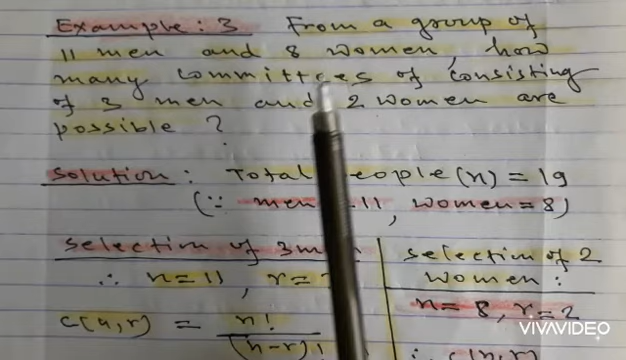 Example: 3 From a group of
11 men and 8 women, how
many committees of consisting
of 3 men and 2 women are
possible ?
Solution: Total people (n) = 19
(∵ men = 11, women = 8)
selection of 3 men
∴ n = 11, r =
c(n,r) = n!
(n-r)!
selection of 2
women:
n = 8, r = 2
∴ c(n,r)
VIVAVIDEO